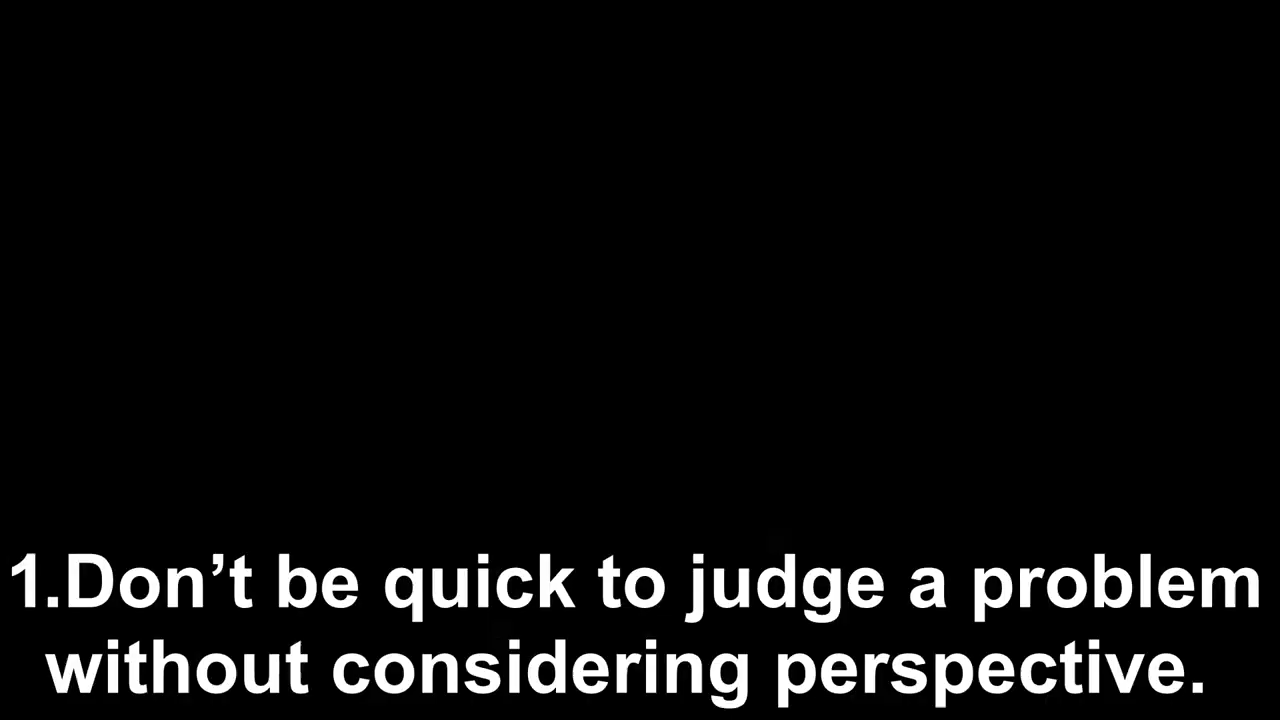 1.Don’t be quick to judge a problem
without considering perspective.